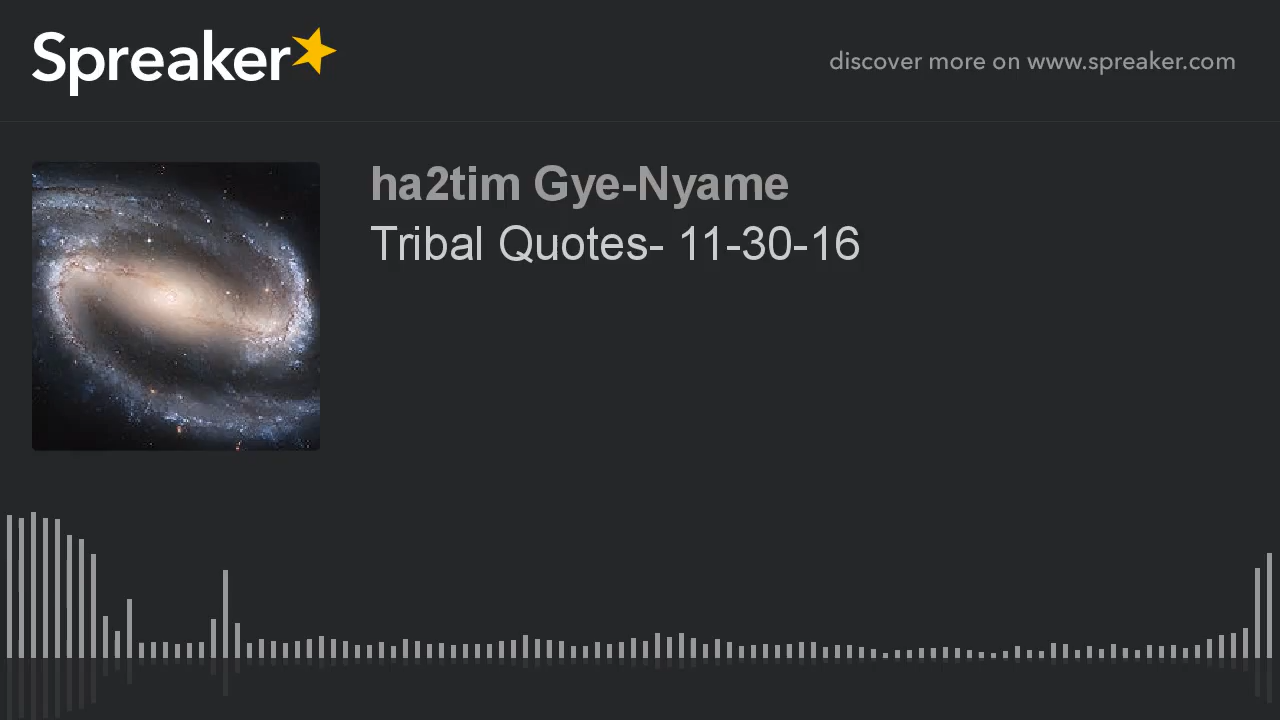 Spreaker
discover more on www.spreaker.com
ha2tim Gye-Nyame
Tribal Quotes- 11-30-16